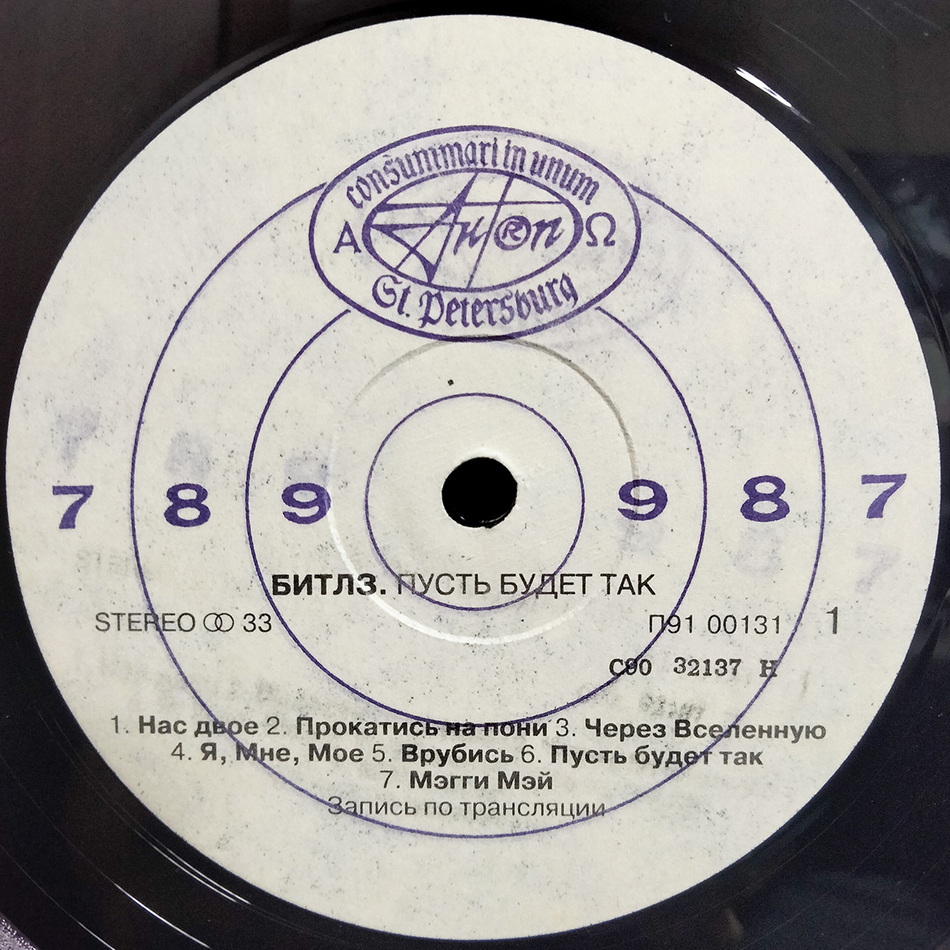 consummari in unum
Α АнтRоп Ω
St. Petersburg
7 8 9 9 8 7
БИТЛЗ. ПУСТЬ БУДЕТ ТАК
STEREO 33 П91 00131 1
С90 32137 Н
1. Нас двое 2. Прокатись на пони 3. Через Вселенную
4. Я, Мне, Мое 5. Врубись 6. Пусть будет так
7. Мэгги Мэй
Запись по трансляции